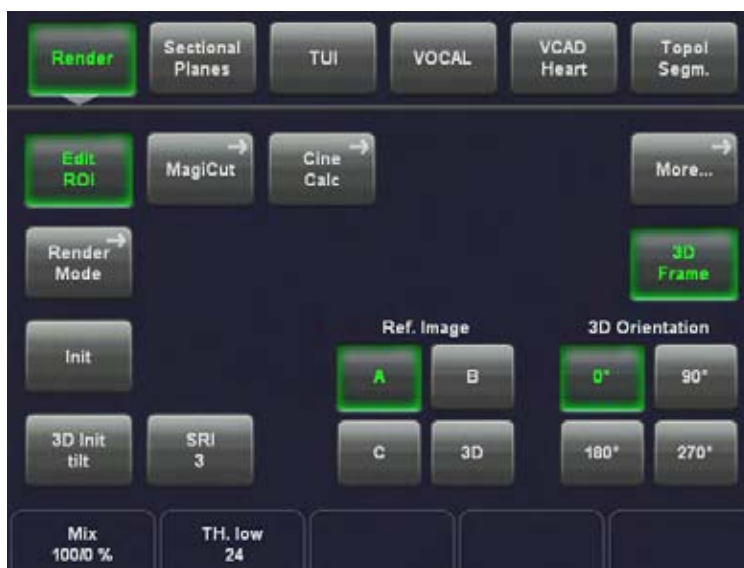 Render
Sectional
Planes
TUI
VOCAL
VCAD
Heart
Topol
Segm.
Edit
ROI
MagiCut
Cine
Calc
More...
Render
Mode
3D
Frame
Ref. Image
3D Orientation
Init
A
B
0°
90°
3D Init
tilt
SRI
3
C
3D
180°
270°
Mix
100/0 %
TH. low
24